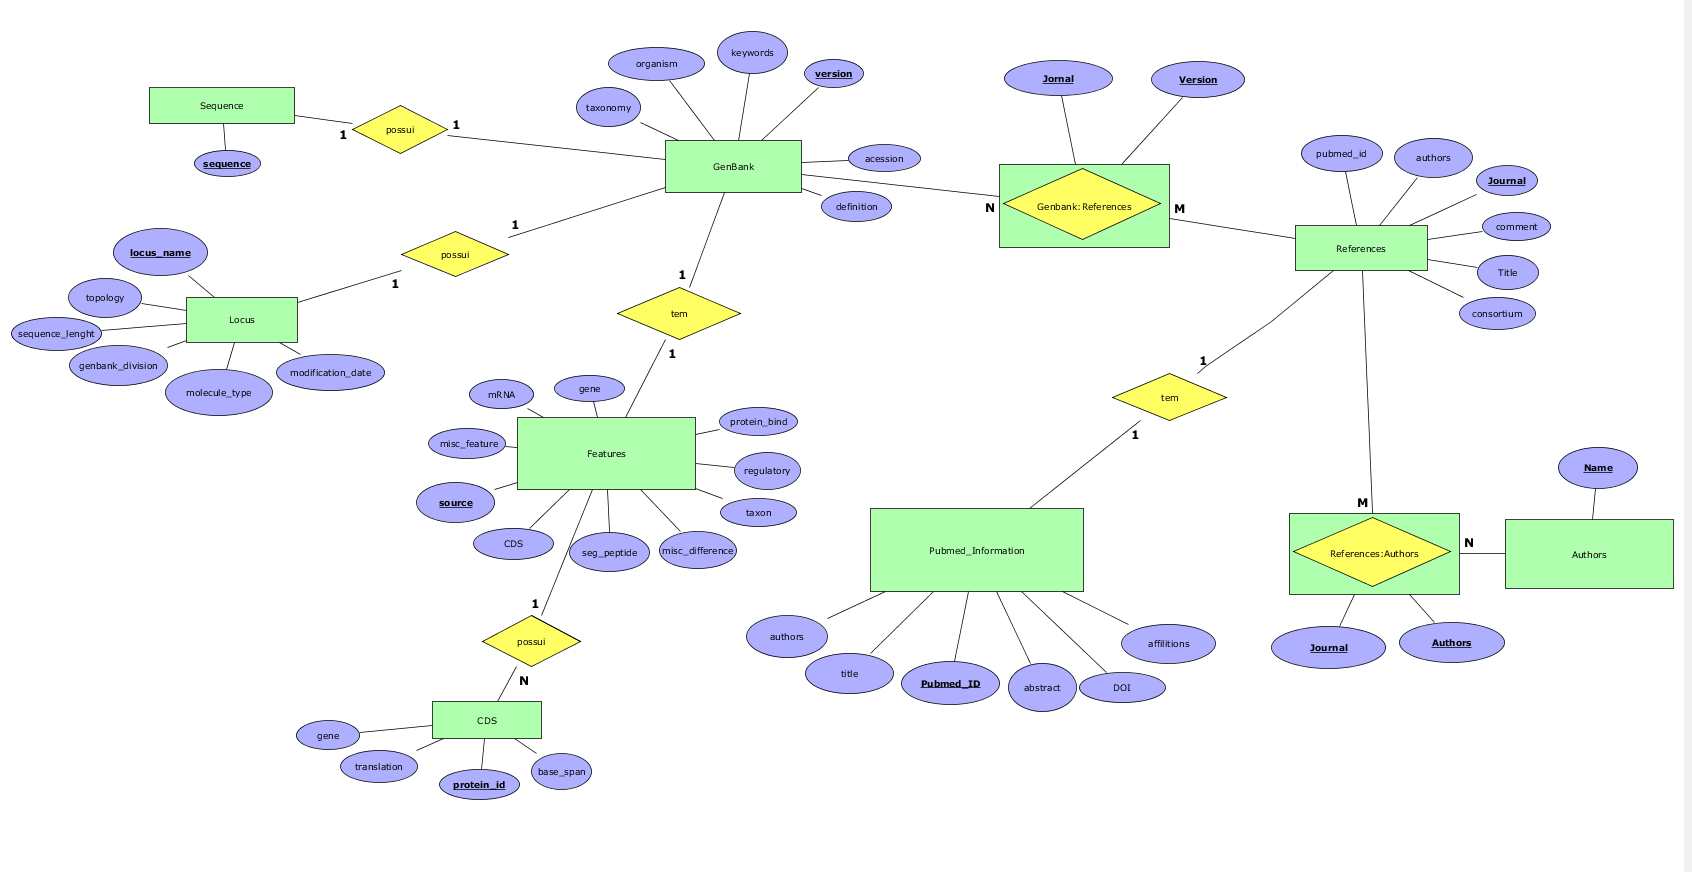 organism
keywords
version
taxonomy
acession
definition
GenBank
Sequence
sequence
possui
1
1
Jornal
Version
Genbank:References
N
M
pubmed_id
authors
Journal
comment
Title
consortium
References
possui
1
1
locus_name
topology
sequence_lenght
genbank_division
molecule_type
modification_date
Locus
tem
1
1
mRNA
gene
protein_bind
misc_feature
regulatory
source
taxon
CDS
seg_peptide
misc_difference
Features
tem
1
1
Pubmed_Information
authors
title
Pubmed_ID
abstract
DOI
affilitions
M
References:Authors
N
Journal
Authors
Name
Authors
1
possui
N
CDS
gene
translation
protein_id
base_span